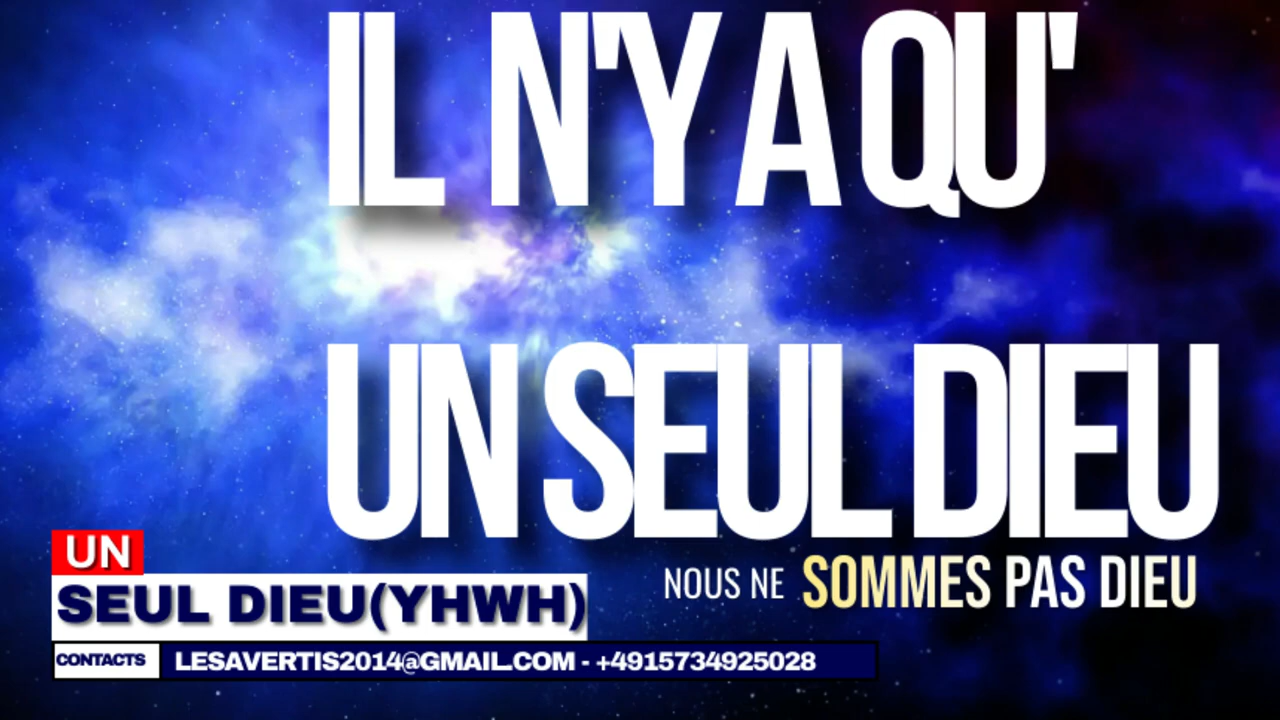 IL N'Y A QU'
UN SEUL DIEU
NOUS NE SOMMES PAS DIEU
UN
SEUL DIEU(YHWH)
CONTACTS LESAVERTIS2014@GMAIL.COM - +4915734925028